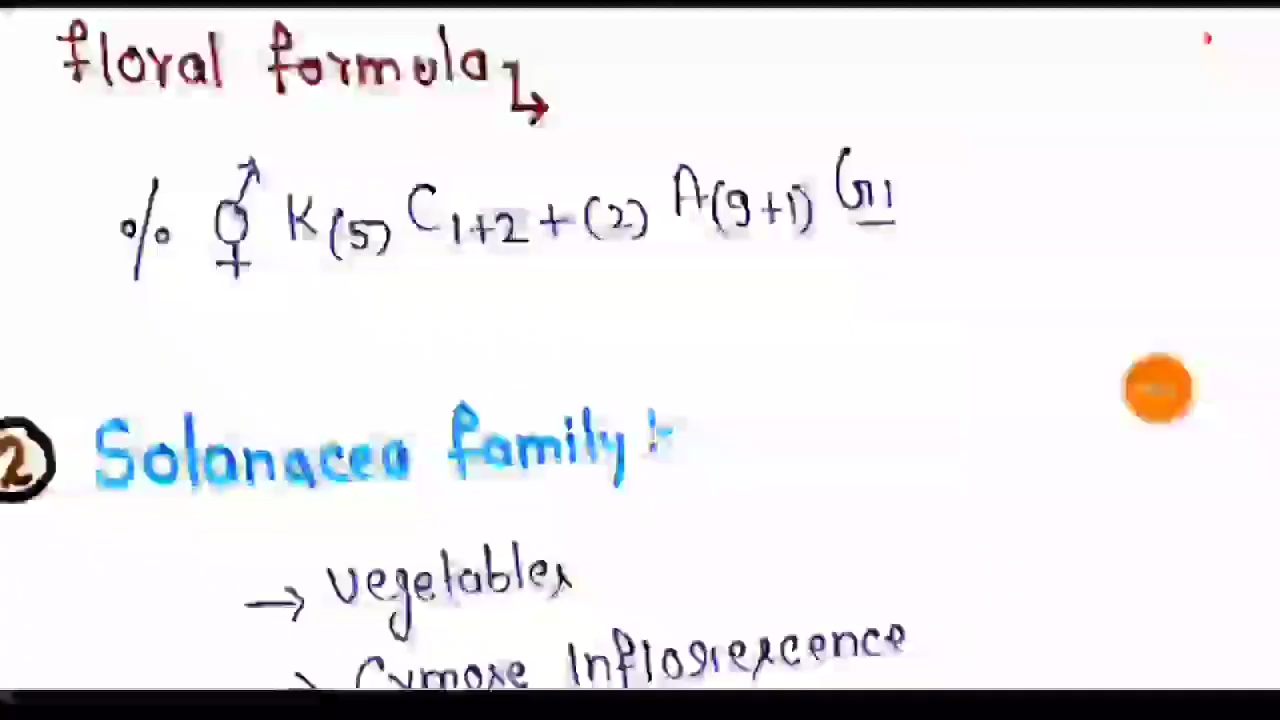 floral formula ↳
% ⚥ K(5) C1+2+(2) A(9+1) G1
2 Solanacea family :-
→ vegetables
→ Cymose Inflorescence